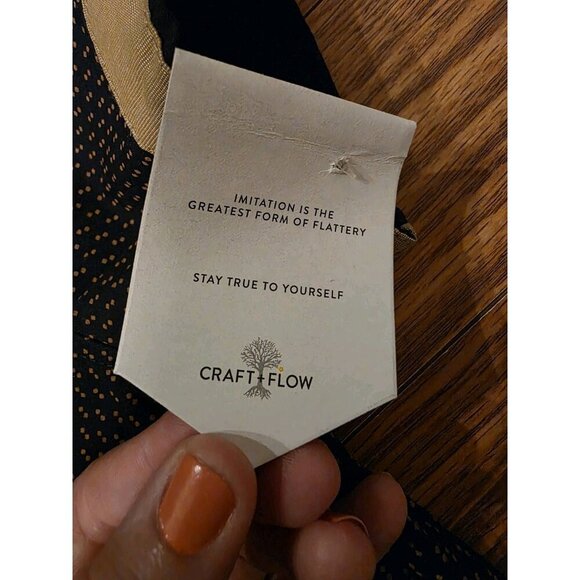 IMITATION IS THE
GREATEST FORM OF FLATTERY
STAY TRUE TO YOURSELF
CRAFT+FLOW